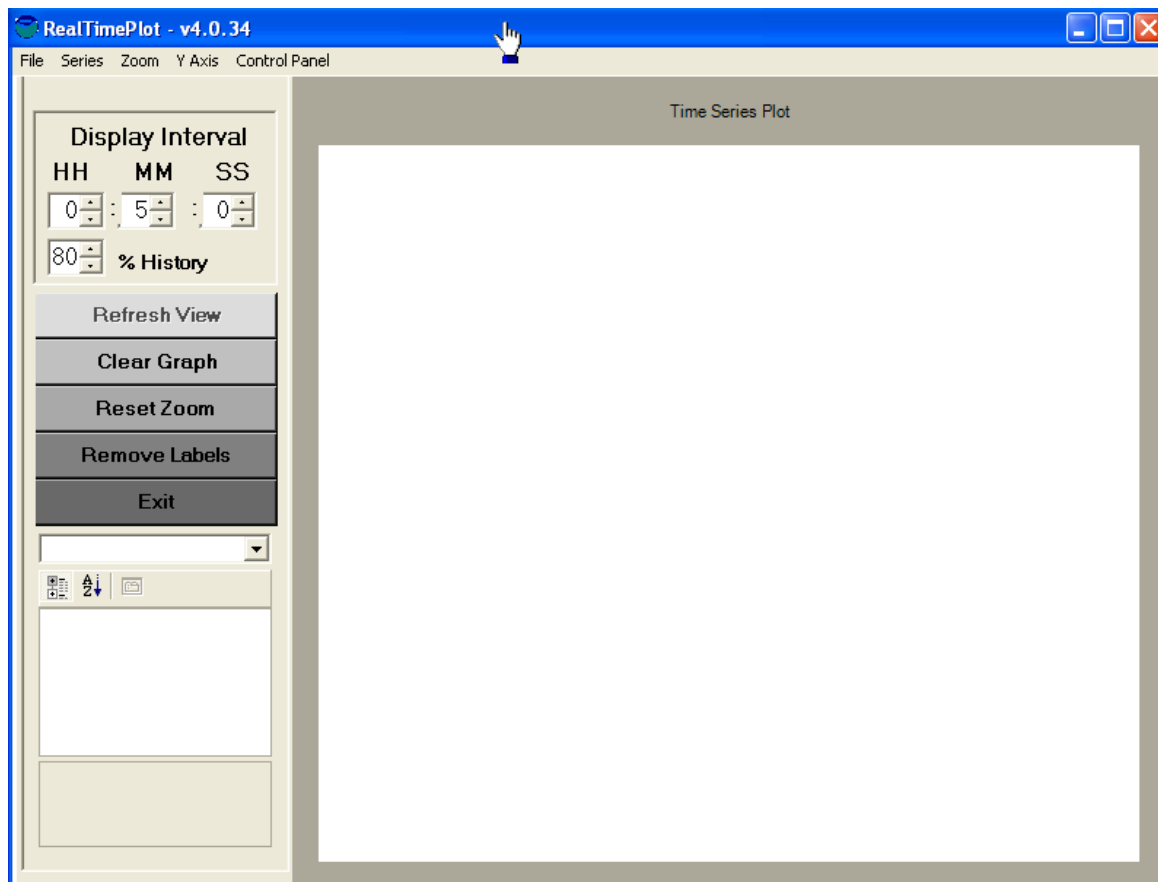 RealTimePlot - v4.0.34
File Series Zoom Y Axis Control Panel
Time Series Plot
Display Interval
HH MM SS
0 : 5 : 0
80 % History
Refresh View
Clear Graph
Reset Zoom
Remove Labels
Exit
A
Z